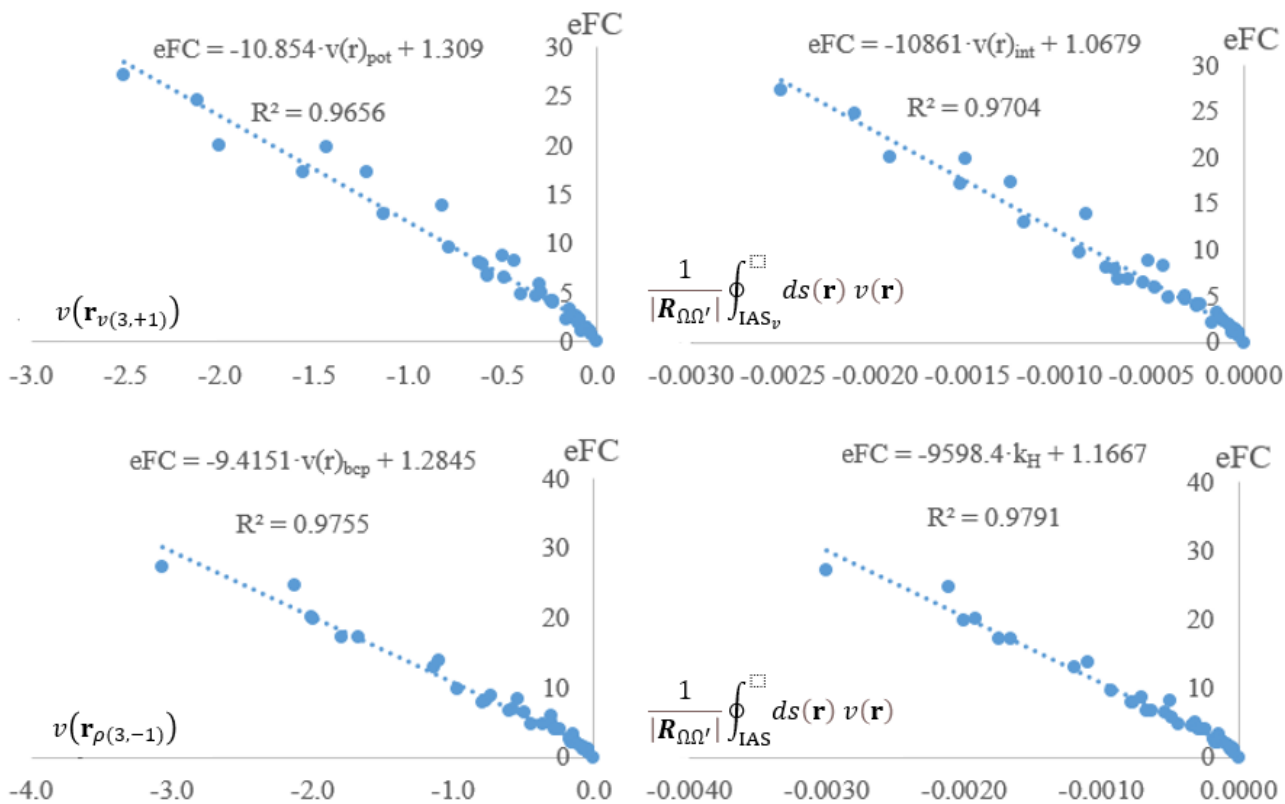 eFC
eFC = -10.854·v(r)pot + 1.309
R² = 0.9656
30
25
20
15
10
5
0
v(r_v(3,+1))
-3.0 -2.5 -2.0 -1.5 -1.0 -0.5 0.0
eFC
eFC = -10861·v(r)int + 1.0679
R² = 0.9704
30
25
20
15
10
5
0
1/|R_ΩΩ′| ∮_IAS_v ds(r) v(r)
-0.0030 -0.0025 -0.0020 -0.0015 -0.0010 -0.0005 0.0000
eFC
eFC = -9.4151·v(r)bcp + 1.2845
R² = 0.9755
40
30
20
10
0
v(r_ρ(3,−1))
-4.0 -3.0 -2.0 -1.0 0.0
eFC
eFC = -9598.4·kH + 1.1667
R² = 0.9791
40
30
20
10
0
1/|R_ΩΩ′| ∮_IAS ds(r) v(r)
-0.0040 -0.0030 -0.0020 -0.0010 0.0000